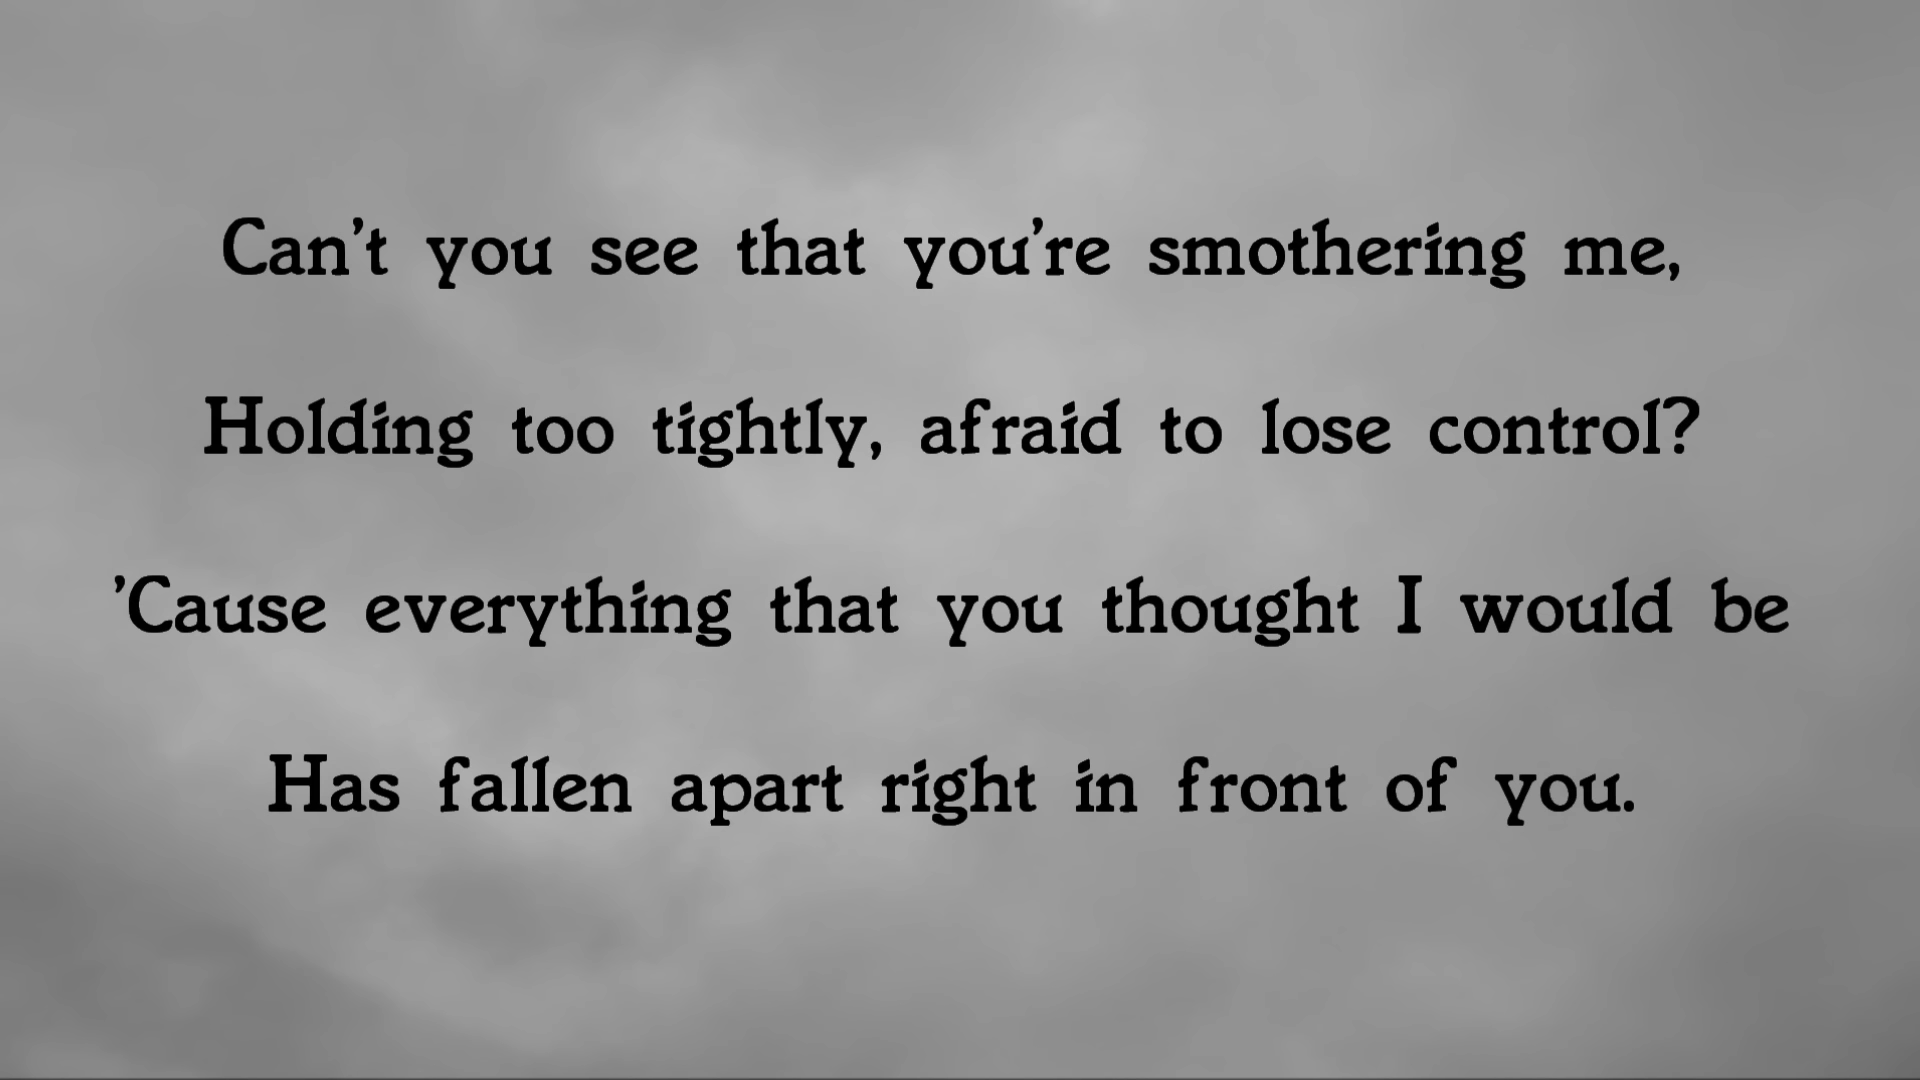 Can't you see that you're smothering me,
Holding too tightly, afraid to lose control?
'Cause everything that you thought I would be
Has fallen apart right in front of you.